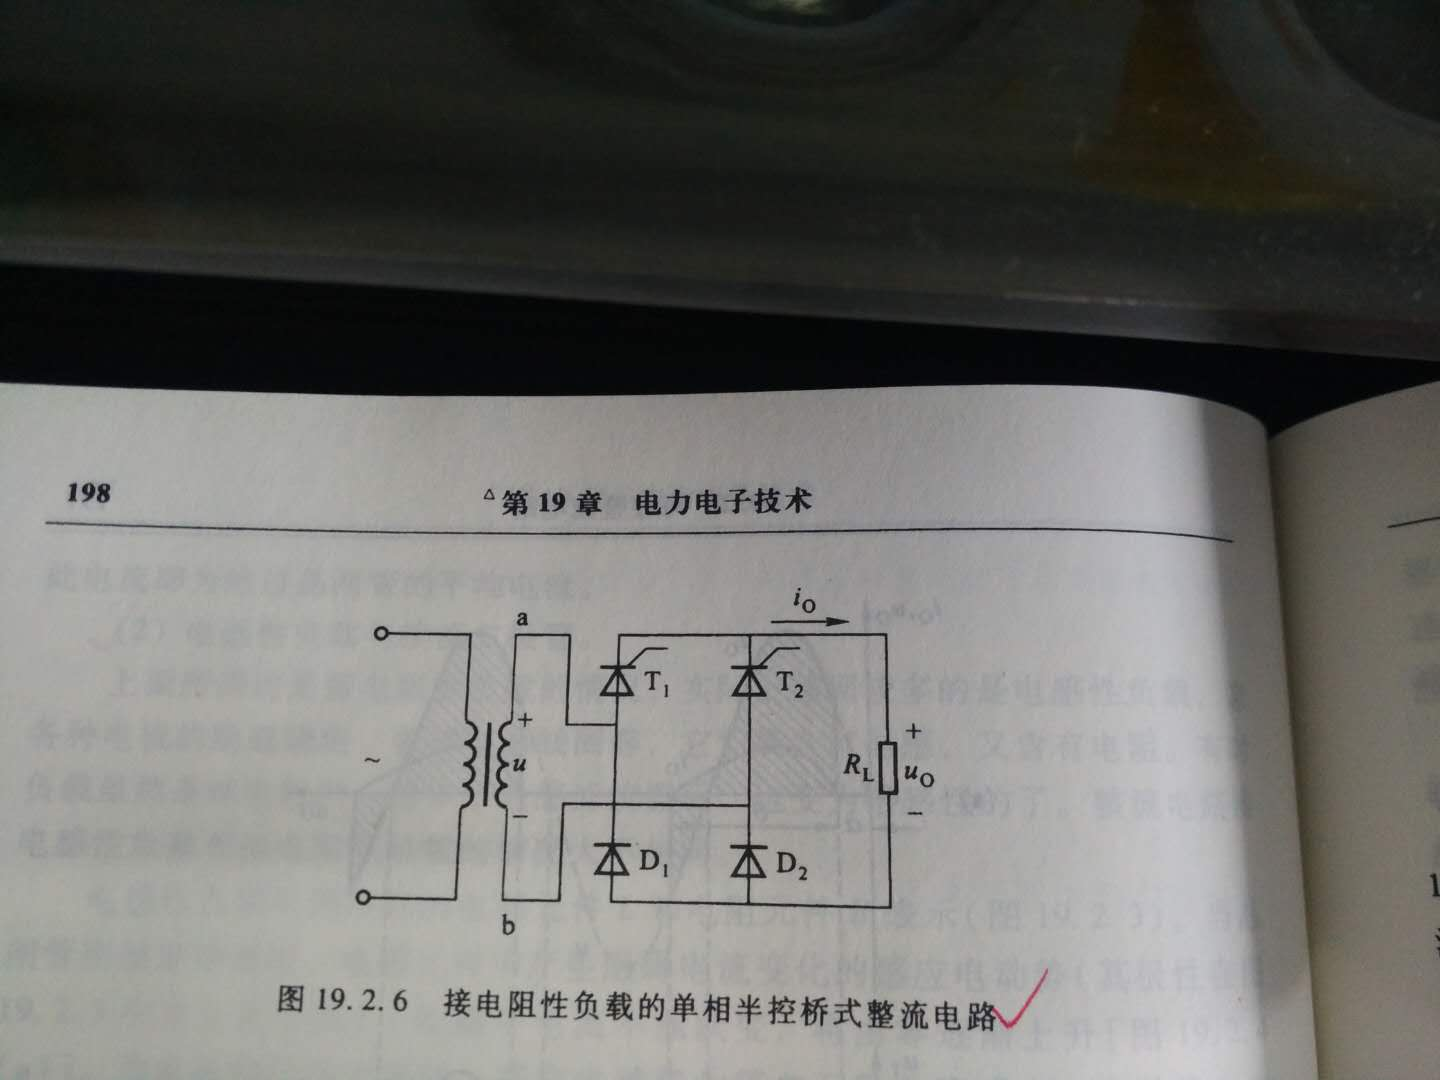 198
△第19章 电力电子技术
a
iO
T1
T2
+
u
~
−
RL
+
uO
−
D1
D2
b
图 19.2.6 接电阻性负载的单相半控桥式整流电路